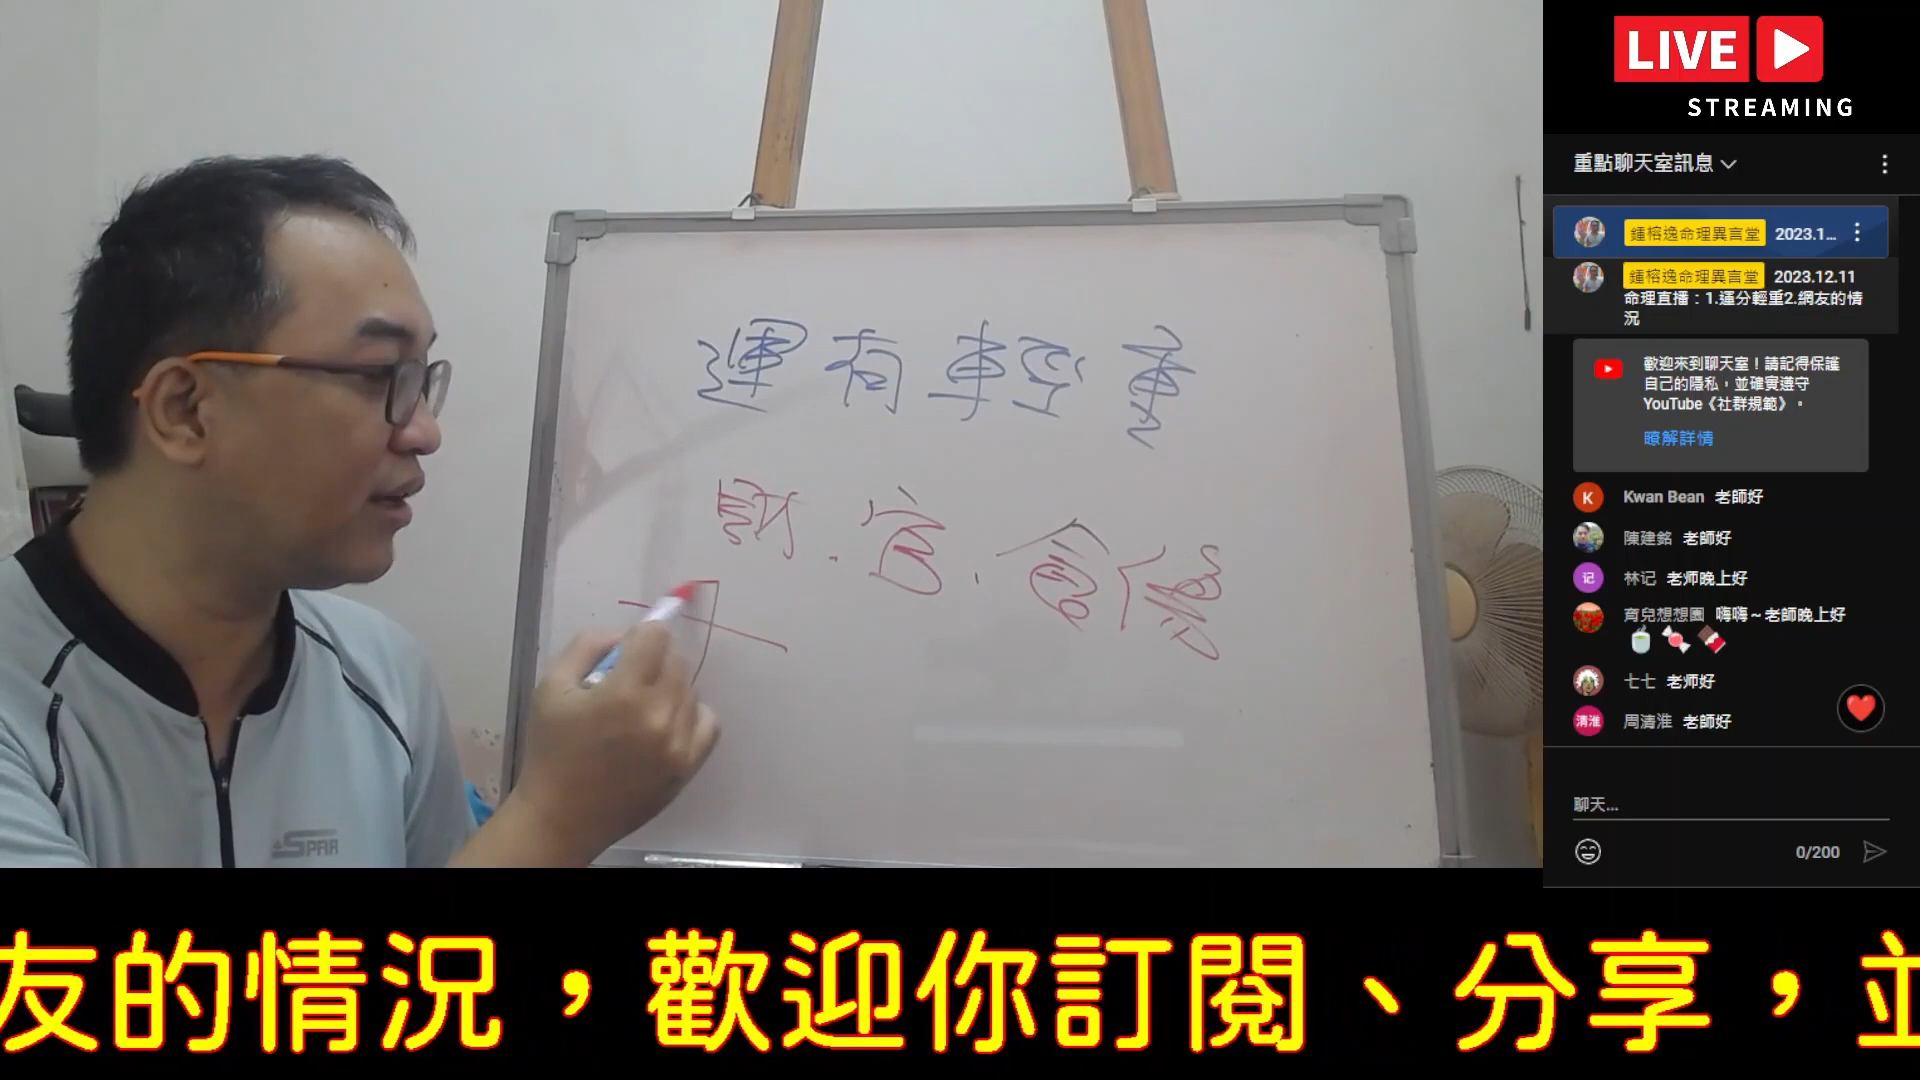 運有輕重
財.官.食傷
SPAR
LIVE
STREAMING
重點聊天室訊息
鍾榕逸命理異言堂 2023.1...
鍾榕逸命理異言堂 2023.12.11
命理直播：1.運分輕重2.網友的情
況
歡迎來到聊天室！請記得保護
自己的隱私，並確實遵守
YouTube《社群規範》。
瞭解詳情
K Kwan Bean 老師好
陳建銘 老師好
记 林记 老师晚上好
育兒想想園 嗨嗨～老師晚上好
七七 老师好
清淮 周清淮 老師好
聊天...
0/200
友的情況，歡迎你訂閱、分享，並